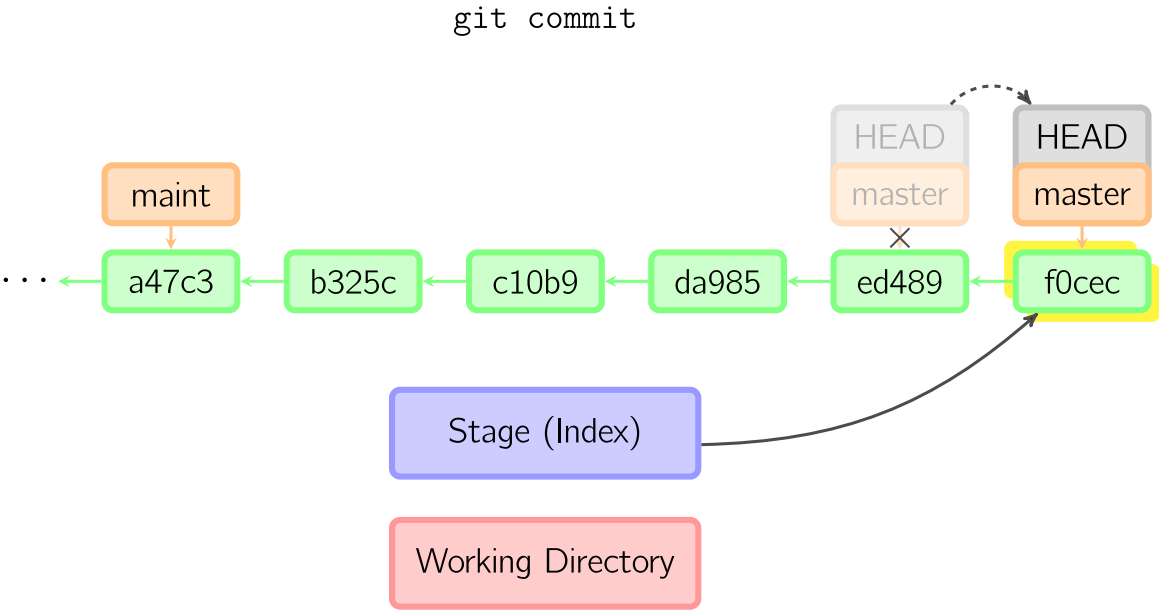 git commit
HEAD HEAD
maint master master
... a47c3 b325c c10b9 da985 ed489 f0cec
Stage (Index)
Working Directory